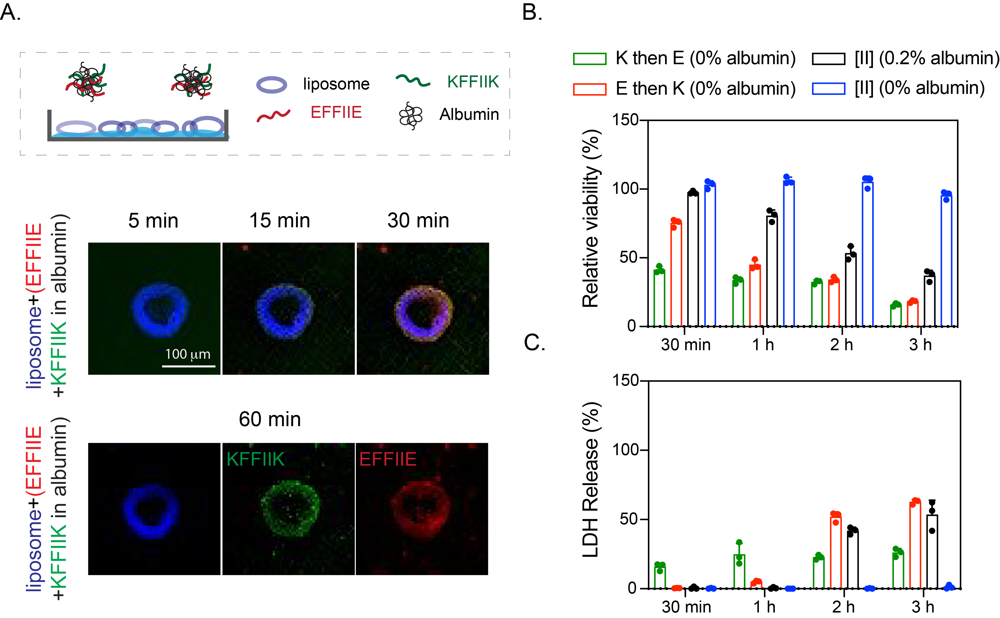 A.
liposome
KFFIIK
EFFIIE
Albumin
5 min
15 min
30 min
liposome+(EFFIIE
+KFFIIK in albumin)
100 μm
60 min
liposome+(EFFIIE
+KFFIIK in albumin)
KFFIIK
EFFIIE
B.
K then E (0% albumin)
[II] (0.2% albumin)
E then K (0% albumin)
[II] (0% albumin)
Relative viability (%)
150
100
50
0
30 min
1 h
2 h
3 h
C.
LDH Release (%)
150
100
50
0
30 min
1 h
2 h
3 h